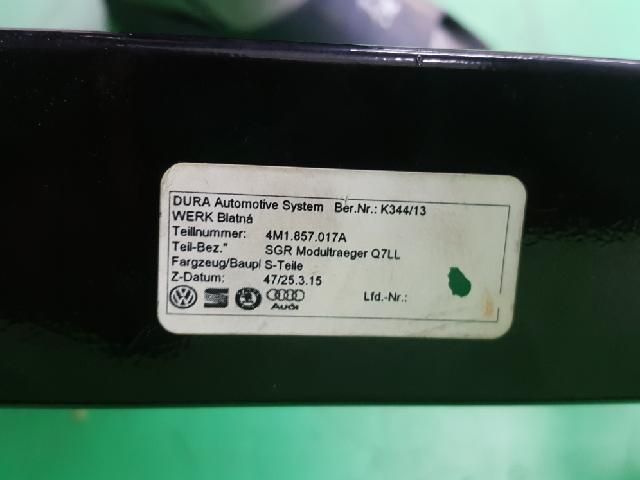 DURA Automotive System Ber.Nr.: K344/13
WERK Blatná
Teilnummer: 4M1.857.017A
Teil-Bez." SGR Modultraeger Q7LL
Fargzeug/Baupl S-Teile
Z-Datum: 47/25.3.15
Audi Lfd.-Nr.: